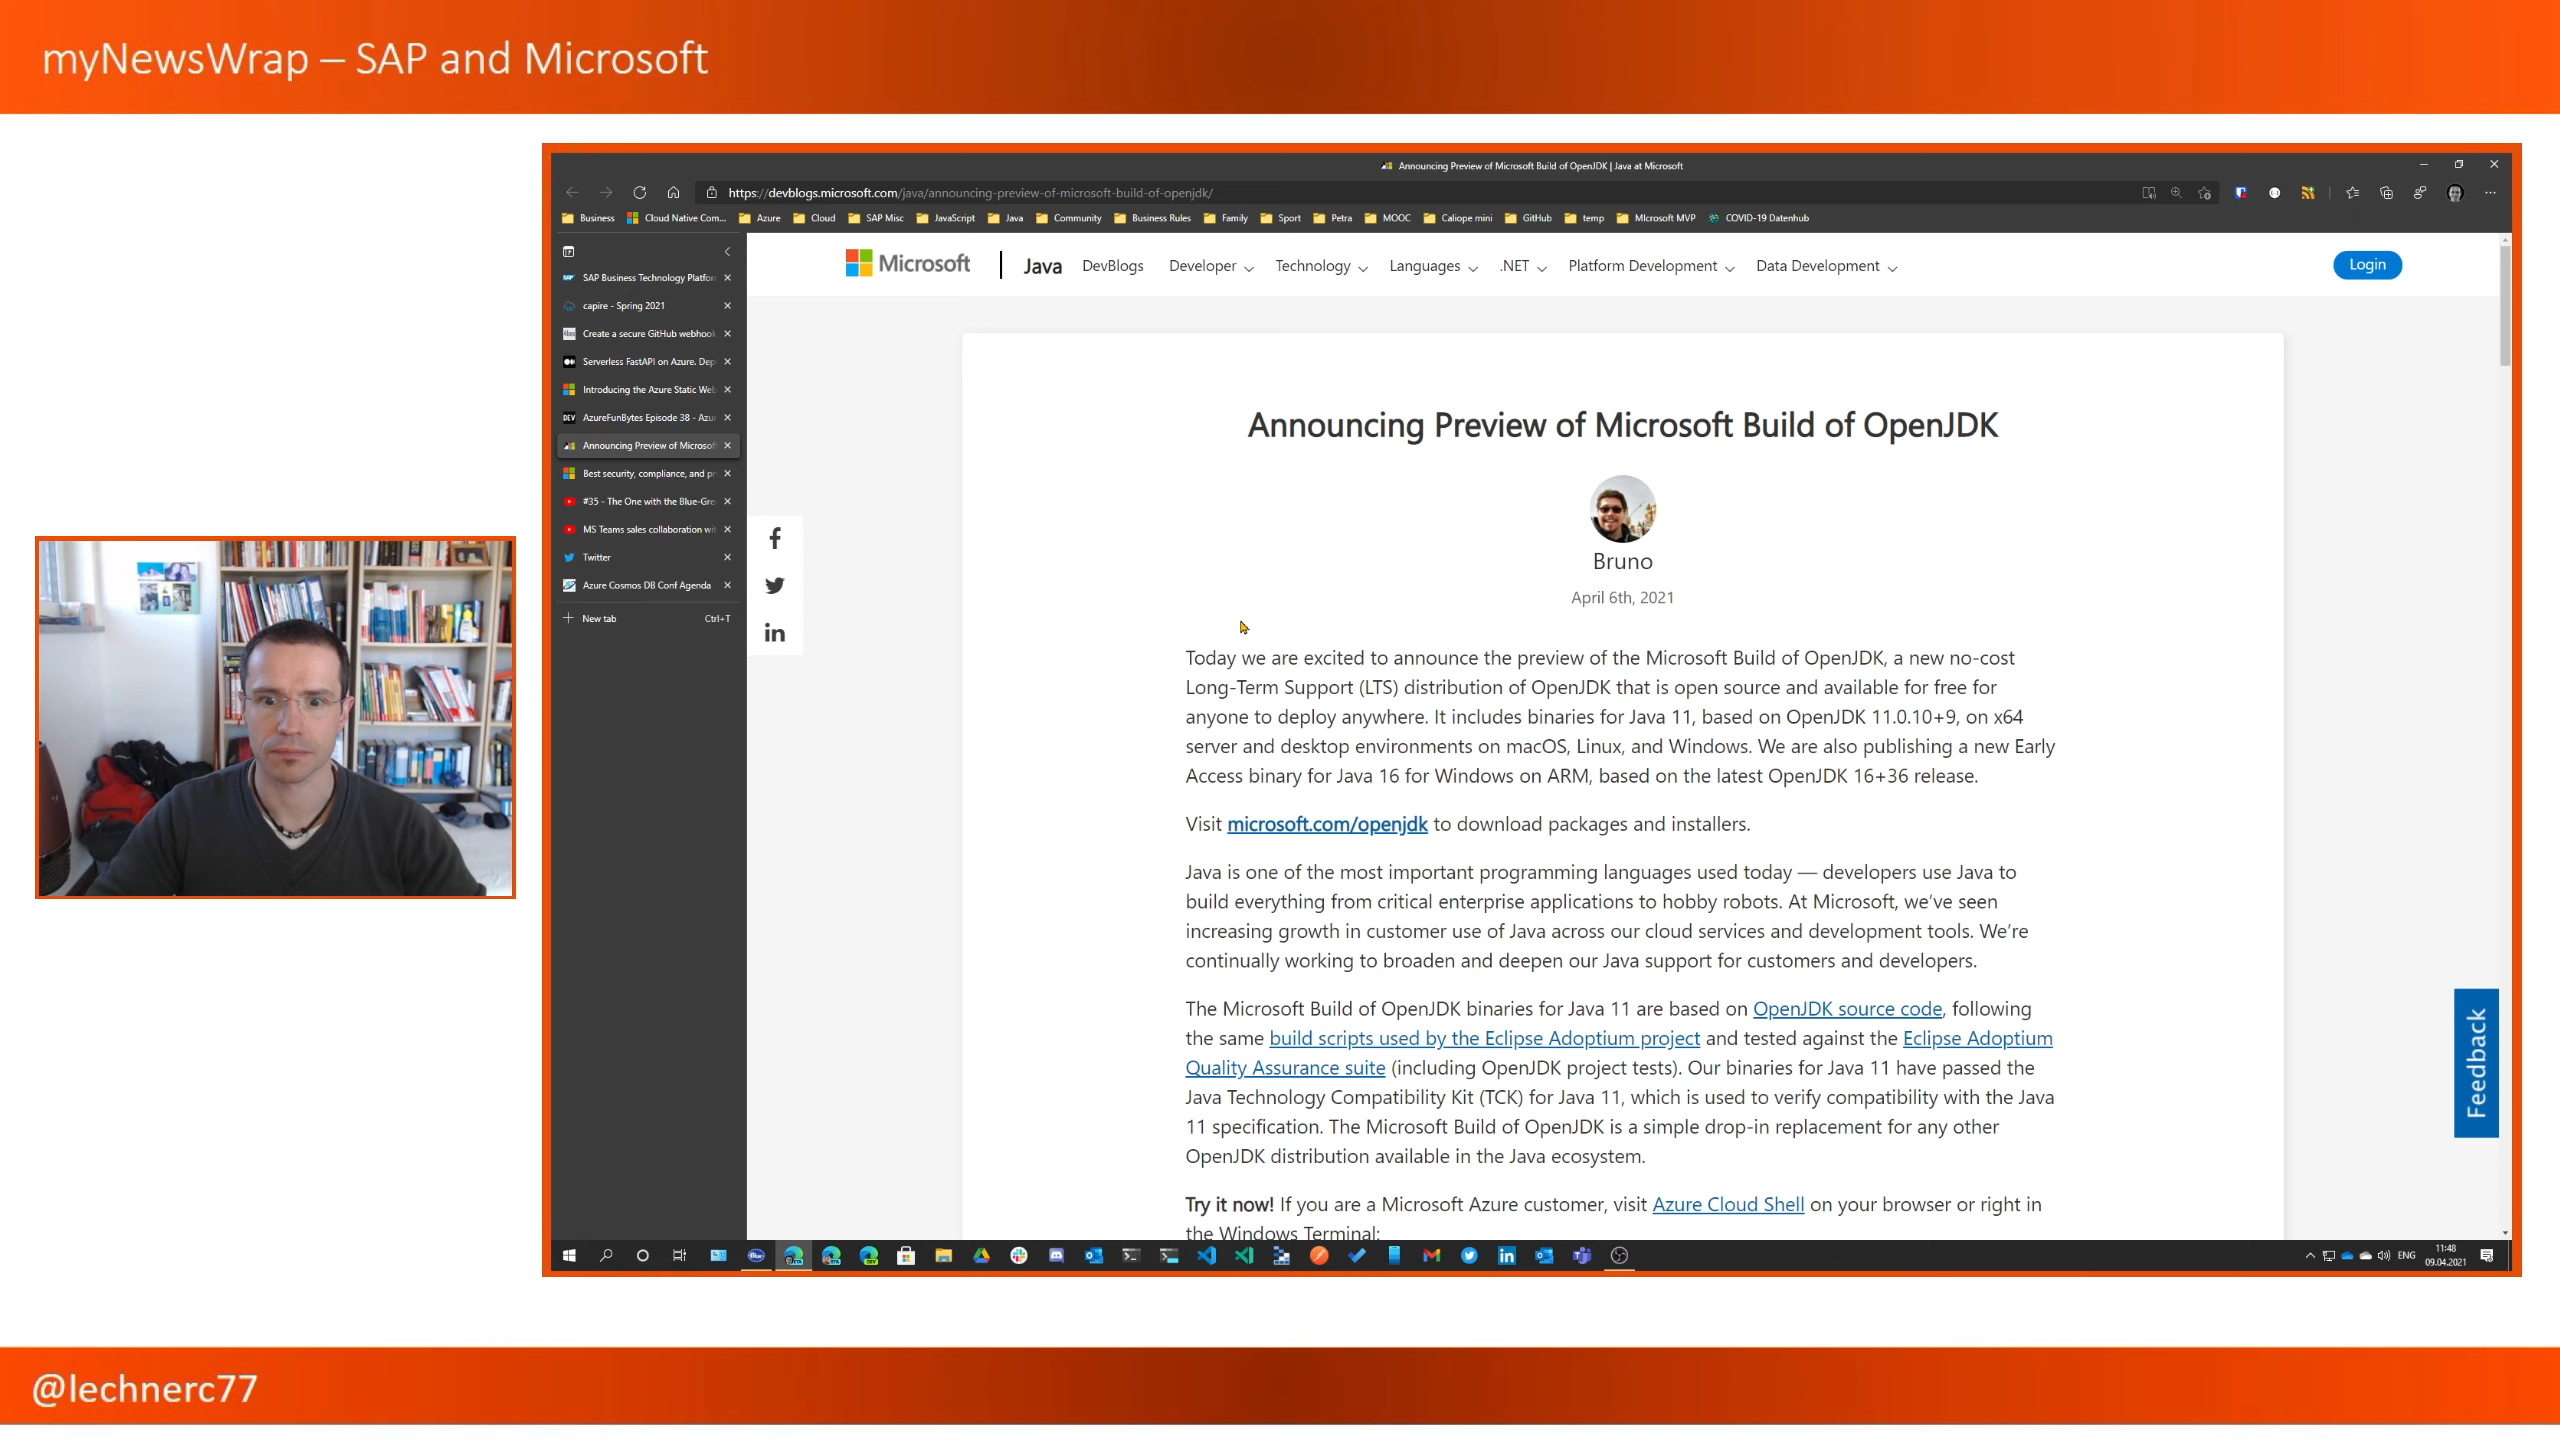 myNewsWrap – SAP and Microsoft
Announcing Preview of Microsoft Build of OpenJDK | Java at Microsoft
https://devblogs.microsoft.com/java/announcing-preview-of-microsoft-build-of-openjdk/
Business Cloud Native Com... Azure Cloud SAP Misc JavaScript Java Community Business Rules Family Sport Petra MOOC Caliope mini GitHub temp Microsoft MVP COVID-19 Datenhub
SAP Business Technology Platfor
capire - Spring 2021
Create a secure GitHub webhook
Serverless FastAPI on Azure. Dep
Introducing the Azure Static Web
DEV AzureFunBytes Episode 38 - Azu
Announcing Preview of Microsof
Best security, compliance, and pr
#35 - The One with the Blue-Gre
MS Teams sales collaboration wit
Twitter
Azure Cosmos DB Conf Agenda
New tab Ctrl+T
Microsoft | Java DevBlogs Developer Technology Languages .NET Platform Development Data Development Login
Announcing Preview of Microsoft Build of OpenJDK
Bruno
April 6th, 2021
Today we are excited to announce the preview of the Microsoft Build of OpenJDK, a new no-cost
Long-Term Support (LTS) distribution of OpenJDK that is open source and available for free for
anyone to deploy anywhere. It includes binaries for Java 11, based on OpenJDK 11.0.10+9, on x64
server and desktop environments on macOS, Linux, and Windows. We are also publishing a new Early
Access binary for Java 16 for Windows on ARM, based on the latest OpenJDK 16+36 release.
Visit microsoft.com/openjdk to download packages and installers.
Java is one of the most important programming languages used today — developers use Java to
build everything from critical enterprise applications to hobby robots. At Microsoft, we've seen
increasing growth in customer use of Java across our cloud services and development tools. We're
continually working to broaden and deepen our Java support for customers and developers.
The Microsoft Build of OpenJDK binaries for Java 11 are based on OpenJDK source code, following
the same build scripts used by the Eclipse Adoptium project and tested against the Eclipse Adoptium
Quality Assurance suite (including OpenJDK project tests). Our binaries for Java 11 have passed the
Java Technology Compatibility Kit (TCK) for Java 11, which is used to verify compatibility with the Java
11 specification. The Microsoft Build of OpenJDK is a simple drop-in replacement for any other
OpenJDK distribution available in the Java ecosystem.
Try it now! If you are a Microsoft Azure customer, visit Azure Cloud Shell on your browser or right in
the Windows Terminal:
Feedback
ENG 11:48
09.04.2021
@lechnerc77